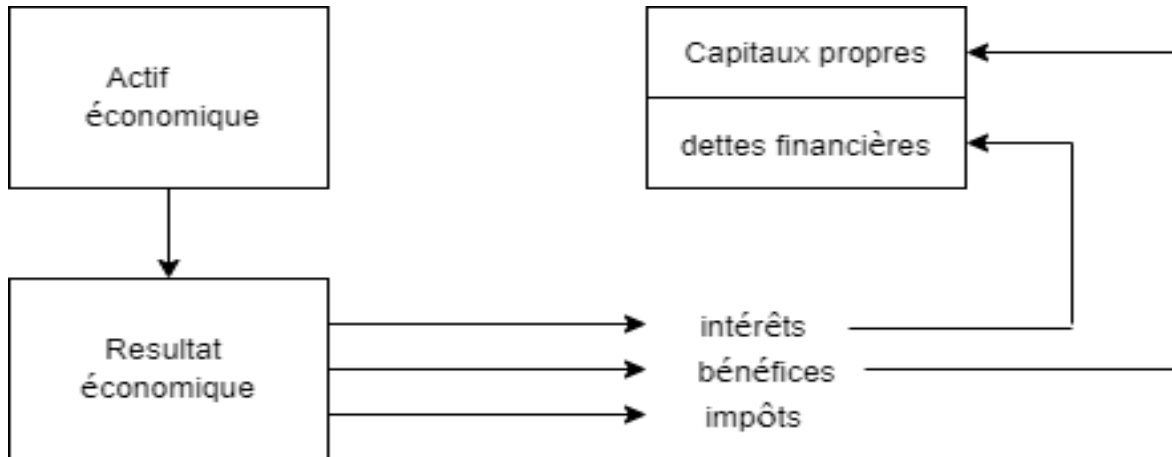 Actif
économique
Capitaux propres
dettes financières
Resultat
économique
intérêts
bénéfices
impôts